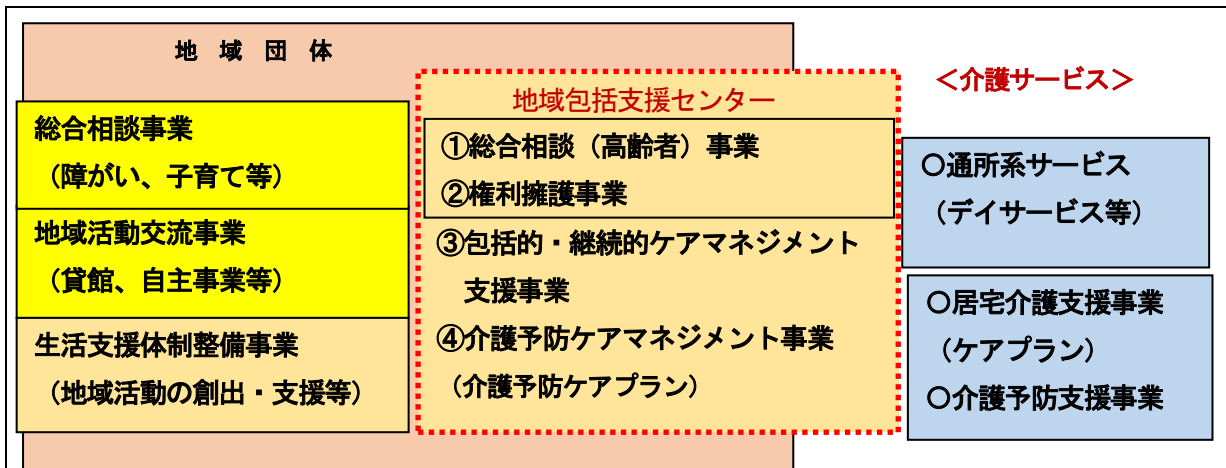 地 域 団 体
総合相談事業
（障がい、子育て等）
地域活動交流事業
（貸館、自主事業等）
生活支援体制整備事業
（地域活動の創出・支援等）
地域包括支援センター
①総合相談（高齢者）事業
②権利擁護事業
③包括的・継続的ケアマネジメント
支援事業
④介護予防ケアマネジメント事業
（介護予防ケアプラン）
＜介護サービス＞
〇通所系サービス
（デイサービス等）
〇居宅介護支援事業
（ケアプラン）
〇介護予防支援事業